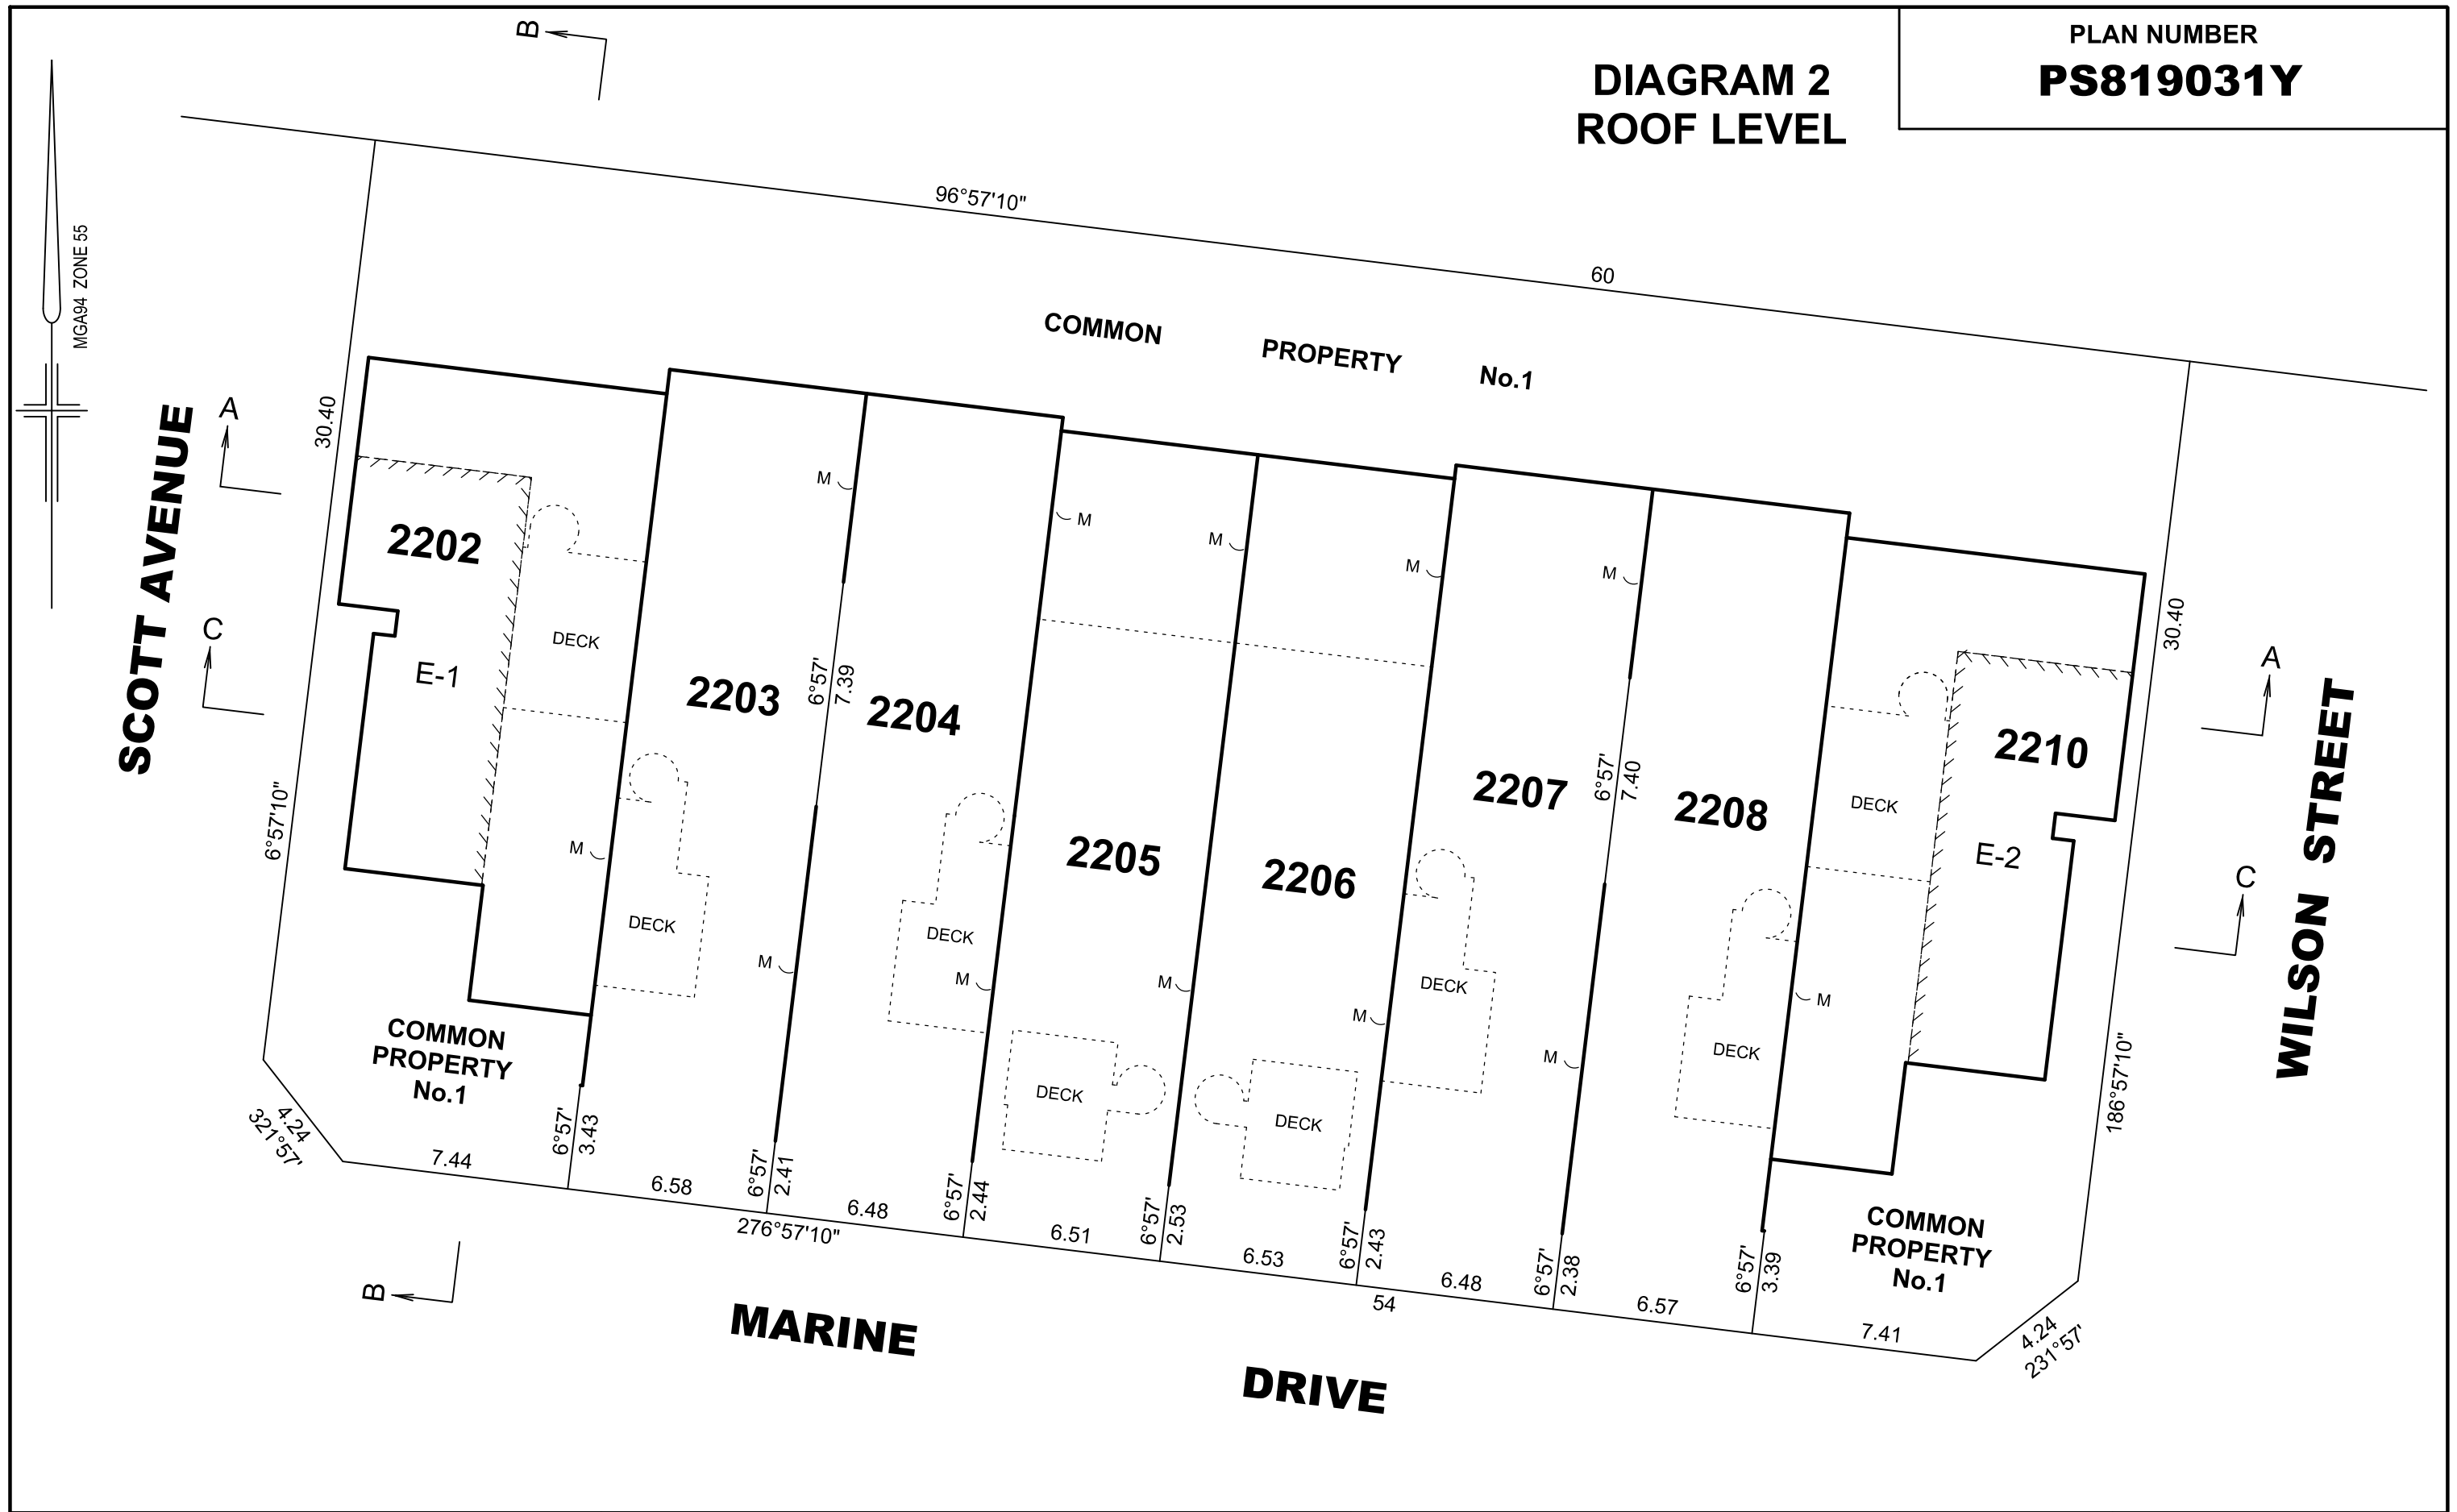 PLAN NUMBER
PS819031Y
DIAGRAM 2
ROOF LEVEL
B
MGA94 ZONE 55
96°57'10"
60
COMMON PROPERTY No.1
SCOTT AVENUE
A
C
30.40
6°57'10"
2202
E-1
DECK
M
2203
M
DECK
6°57'
7.39
M
2204
DECK
M
M
2205
DECK
M
M
2206
DECK
M
M
2207
DECK
6°57'
7.40
M
M
2208
DECK
M
2210
E-2
DECK
30.40
186°57'10"
A
C
WILSON STREET
COMMON
PROPERTY
No.1
4.24
321°57'
7.44
6°57'
3.43
6.58
6°57'
2.41
276°57'10"
6.48
6°57'
2.44
6.51
6°57'
2.53
6.53
6°57'
2.43
54
6.48
6°57'
2.38
6.57
6°57'
3.39
7.41
COMMON
PROPERTY
No.1
4.24
231°57'
B
MARINE DRIVE